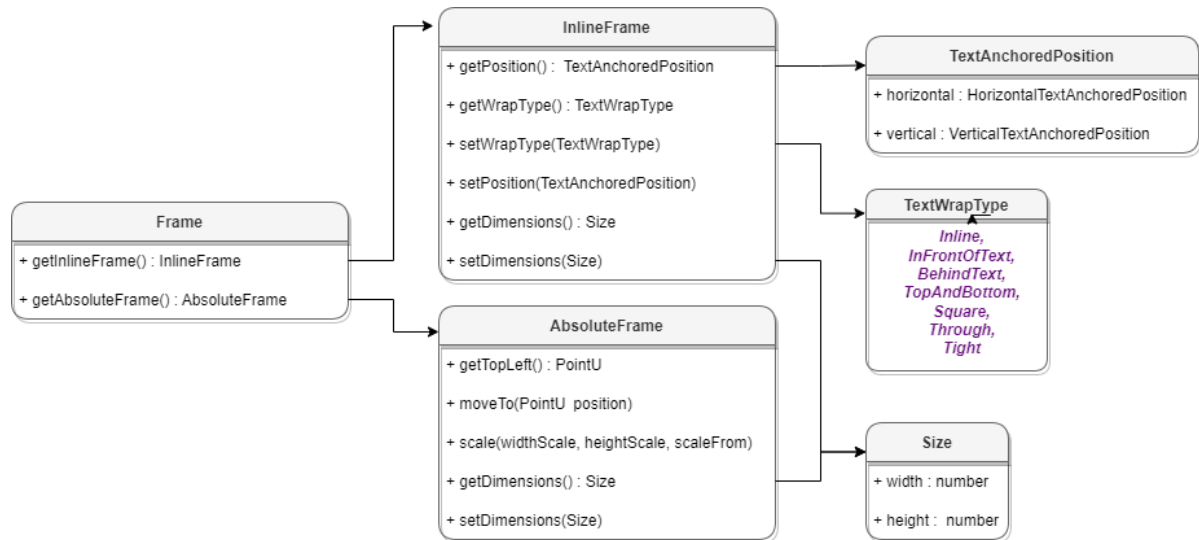 Frame
+ getInlineFrame() : InlineFrame
+ getAbsoluteFrame() : AbsoluteFrame
InlineFrame
+ getPosition() :  TextAnchoredPosition
+ getWrapType() : TextWrapType
+ setWrapType(TextWrapType)
+ setPosition(TextAnchoredPosition)
+ getDimensions() : Size
+ setDimensions(Size)
AbsoluteFrame
+ getTopLeft() : PointU
+ moveTo(PointU  position)
+ scale(widthScale, heightScale, scaleFrom)
+ getDimensions() : Size
+ setDimensions(Size)
TextAnchoredPosition
+ horizontal : HorizontalTextAnchoredPosition
+ vertical : VerticalTextAnchoredPosition
TextWrapType
Inline,
InFrontOfText,
BehindText,
TopAndBottom,
Square,
Through,
Tight
Size
+ width : number
+ height :  number